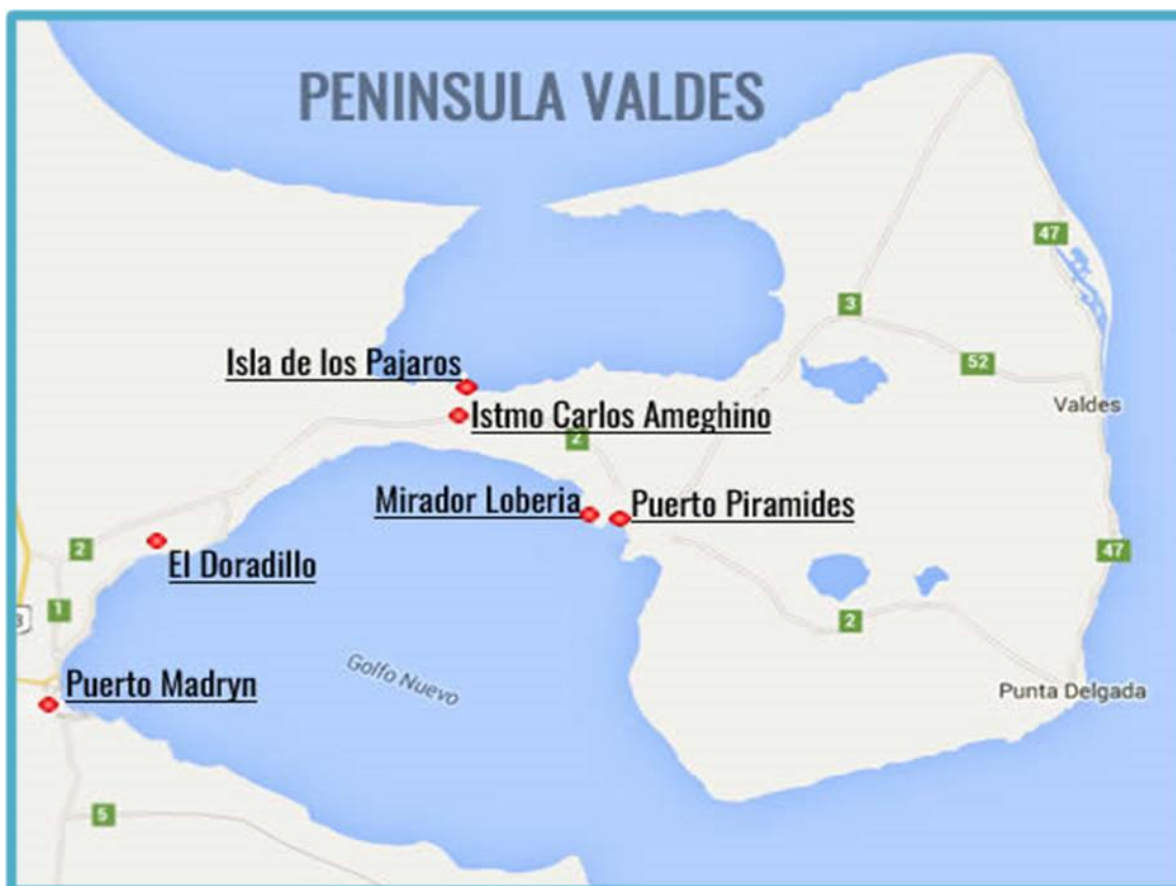 PENINSULA VALDES
47
3
Isla de los Pajaros
52
Istmo Carlos Ameghino
Valdes
2
Mirador Loberia
Puerto Piramides
2
El Doradillo
47
1
3
2
Golfo Nuevo
Puerto Madryn
Punta Delgada
5